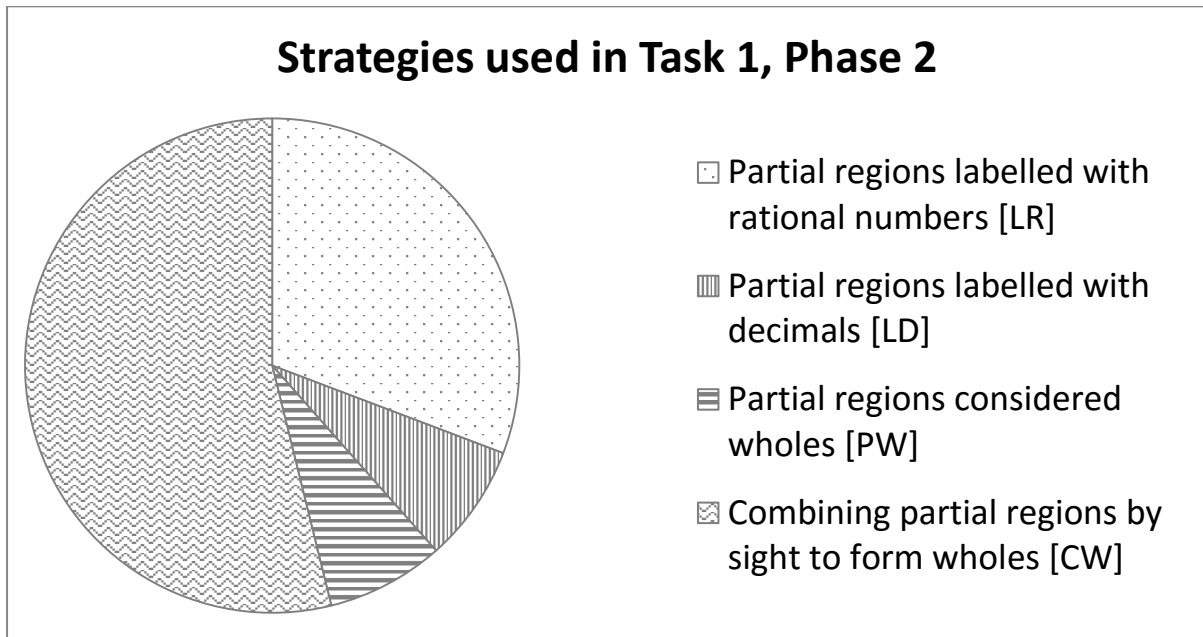 Strategies used in Task 1, Phase 2
Partial regions labelled with
rational numbers [LR]
Partial regions labelled with
decimals [LD]
Partial regions considered
wholes [PW]
Combining partial regions by
sight to form wholes [CW]